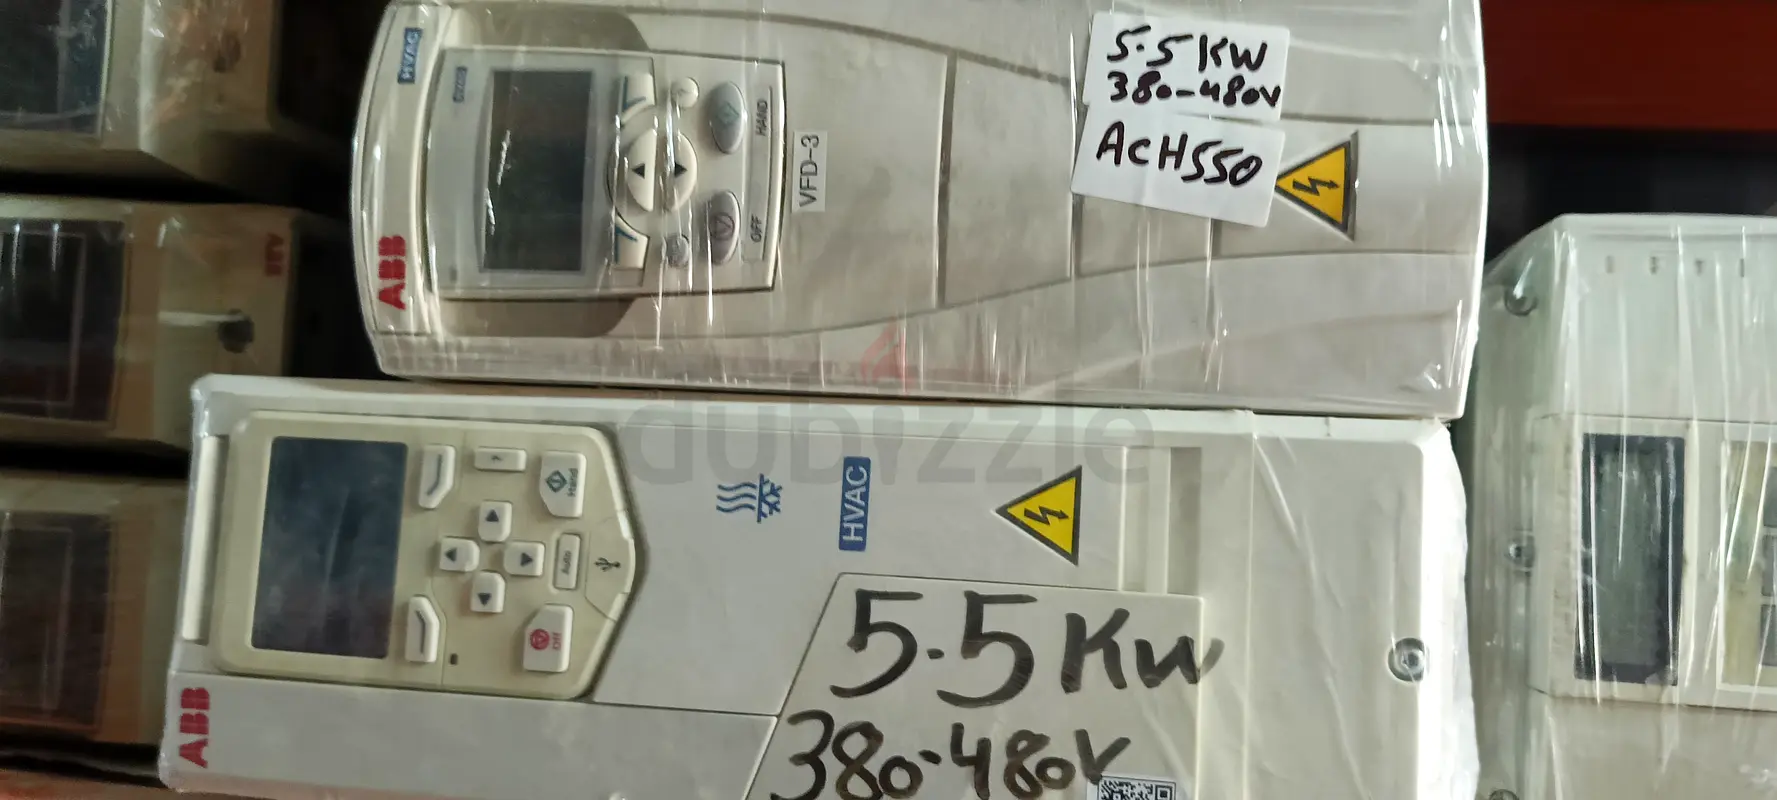 ABB
HVAC
5.5 KW
380-480V
ACH550
HAND
OFF
VFD-3
dubizzle
ABB
HVAC
?
Hand
Auto
Off
5.5 KW
380-480V